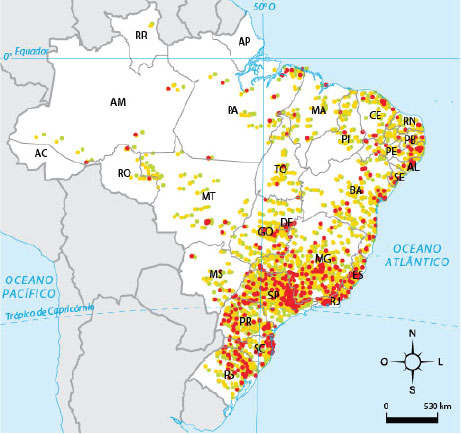 50°O
RR
AP
0° Equador
AM
PA
MA
CE
RN
PB
PI
PE
AL
SE
AC
RO
TO
BA
MT
DF
GO
OCEANO
ATLÂNTICO
MG
ES
MS
OCEANO
PACÍFICO
SP
RJ
Trópico de Capricórnio
PR
SC
RS
N
O
L
S
0
530 km